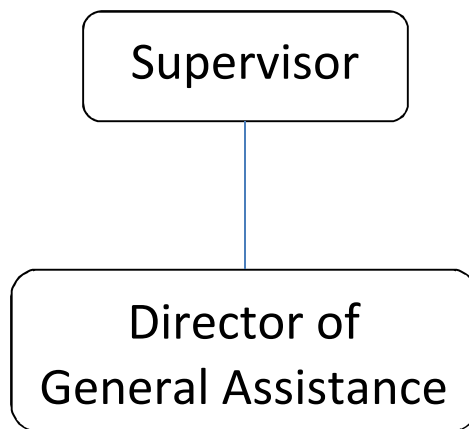 Supervisor
Director of
General Assistance